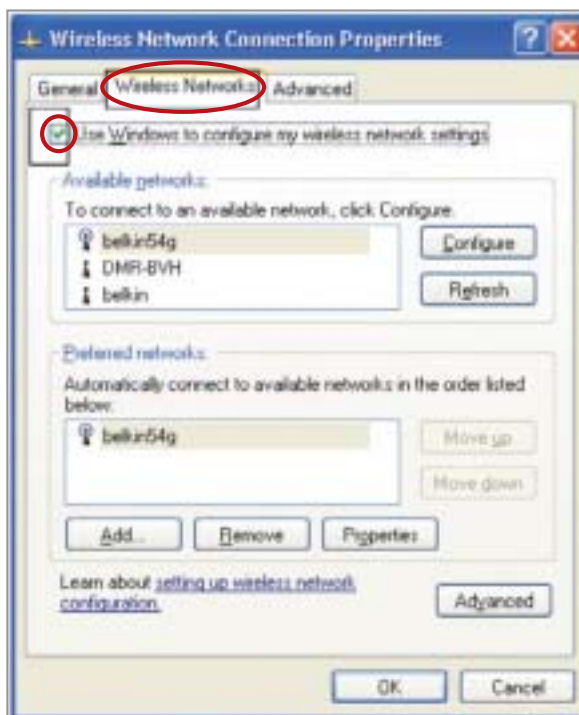 Wireless Network Connection Properties
General
Wireless Networks
Advanced
Use Windows to configure my wireless network settings
Available networks:
To connect to an available network, click Configure.
belkin54g
DMR-BVH
belkin
Configure
Refresh
Preferred networks:
Automatically connect to available networks in the order listed
below:
belkin54g
Move up
Move down
Add...
Remove
Properties
Learn about setting up wireless network
configuration.
Advanced
OK
Cancel